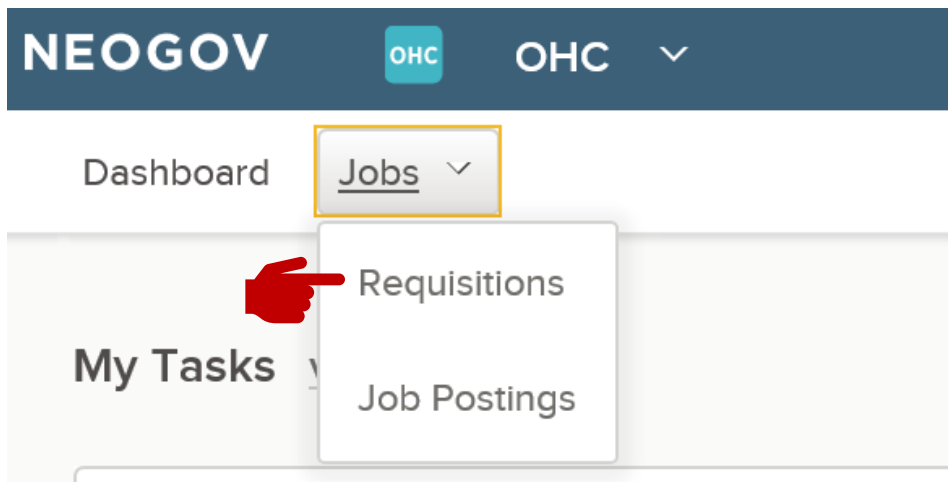 NEOGOV OHC OHC
Dashboard Jobs
Requisitions
My Tasks
Job Postings